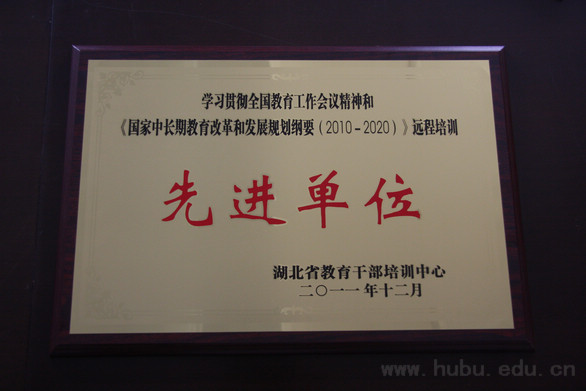 学习贯彻全国教育工作会议精神和
《国家中长期教育改革和发展规划纲要（2010－2020）》远程培训
先进单位
湖北省教育干部培训中心
二〇一一年十二月
www.hubu.edu.cn